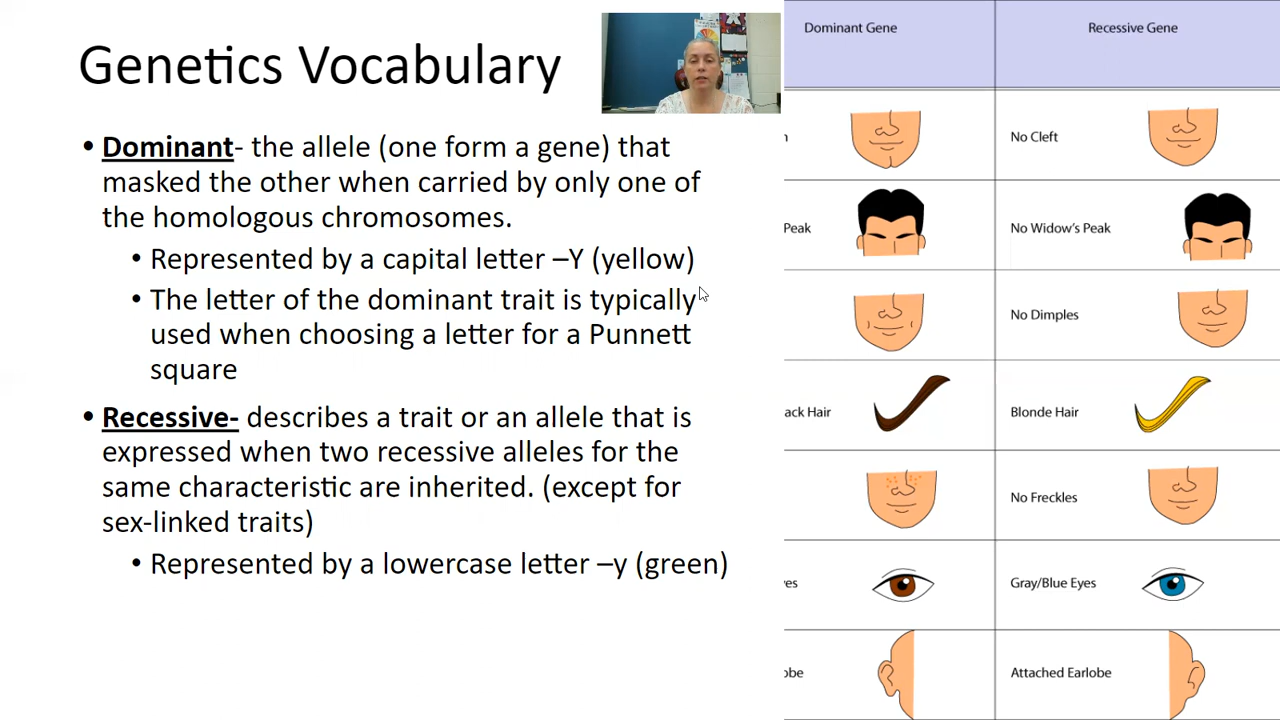 Genetics Vocabulary
• Dominant- the allele (one form a gene) that
masked the other when carried by only one of
the homologous chromosomes.
• Represented by a capital letter –Y (yellow)
• The letter of the dominant trait is typically
used when choosing a letter for a Punnett
square
• Recessive- describes a trait or an allele that is
expressed when two recessive alleles for the
same characteristic are inherited. (except for
sex-linked traits)
• Represented by a lowercase letter –y (green)
Dominant Gene
Recessive Gene
No Cleft
Peak
No Widow's Peak
No Dimples
ack Hair
Blonde Hair
No Freckles
es
Gray/Blue Eyes
obe
Attached Earlobe